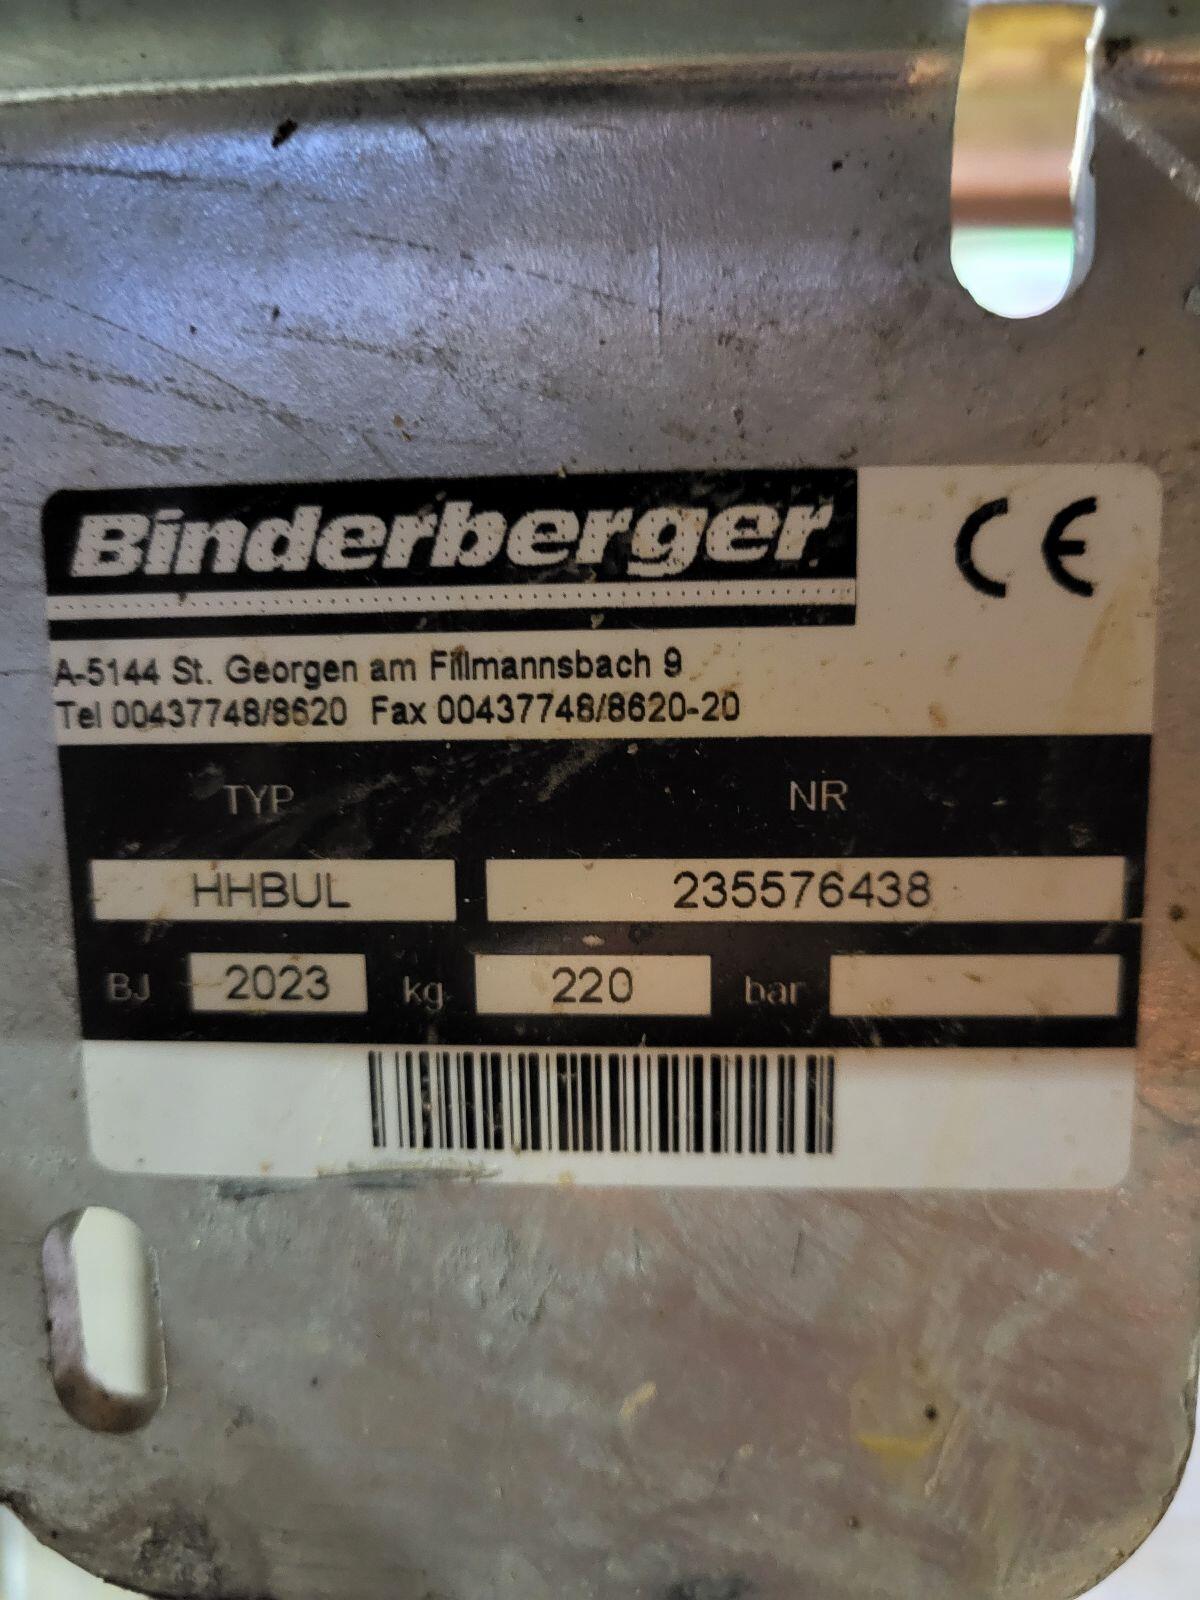 Binderberger
CE
A-5144 St. Georgen am Fillmannsbach 9
Tel 00437748/8620 Fax 00437748/8620-20
TYP NR
HHBUL 235576438
BJ 2023 kg 220 bar